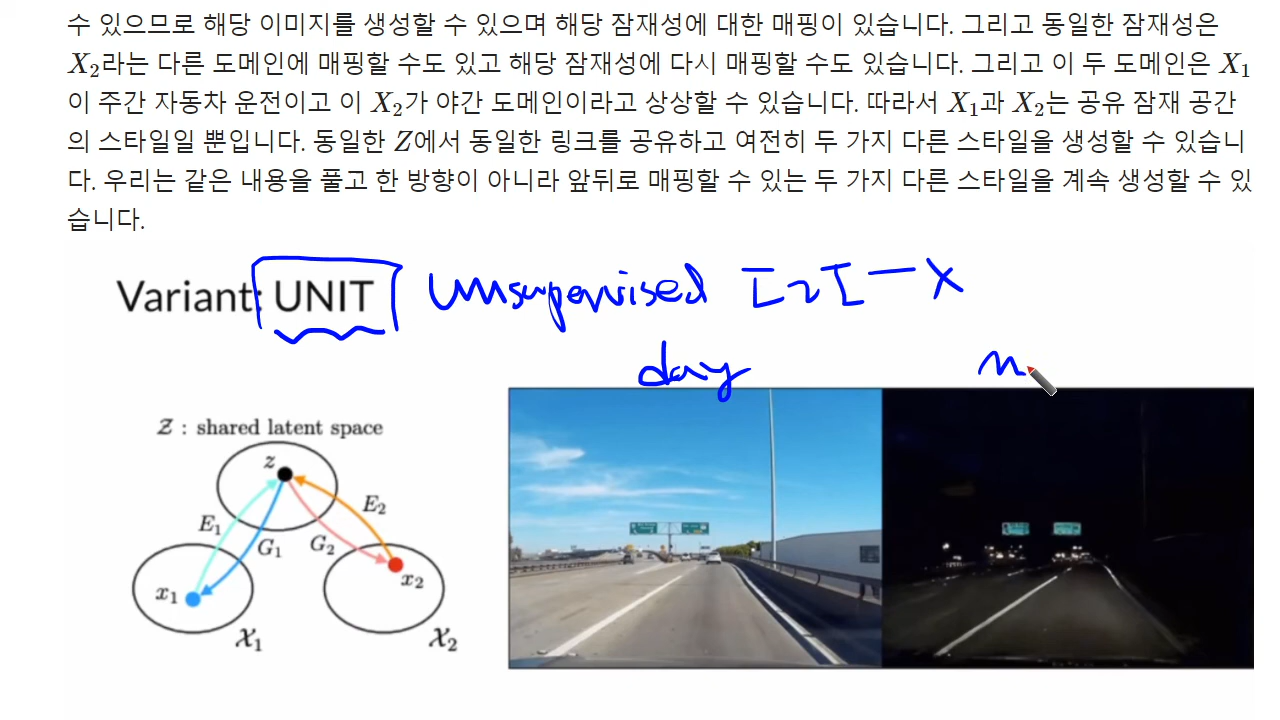 수 있으므로 해당 이미지를 생성할 수 있으며 해당 잠재성에 대한 매핑이 있습니다. 그리고 동일한 잠재성은
X₂라는 다른 도메인에 매핑할 수도 있고 해당 잠재성에 다시 매핑할 수도 있습니다. 그리고 이 두 도메인은 X₁
이 주간 자동차 운전이고 이 X₂가 야간 도메인이라고 상상할 수 있습니다. 따라서 X₁과 X₂는 공유 잠재 공간
의 스타일일 뿐입니다. 동일한 Z에서 동일한 링크를 공유하고 여전히 두 가지 다른 스타일을 생성할 수 있습니
다. 우리는 같은 내용을 풀고 한 방향이 아니라 앞뒤로 매핑할 수 있는 두 가지 다른 스타일을 계속 생성할 수 있
습니다.
Variant: UNIT Unsupervised I2I-X
day n
Z : shared latent space
z
E₁ G₁ G₂ E₂
x₁ x₂
X₁ X₂